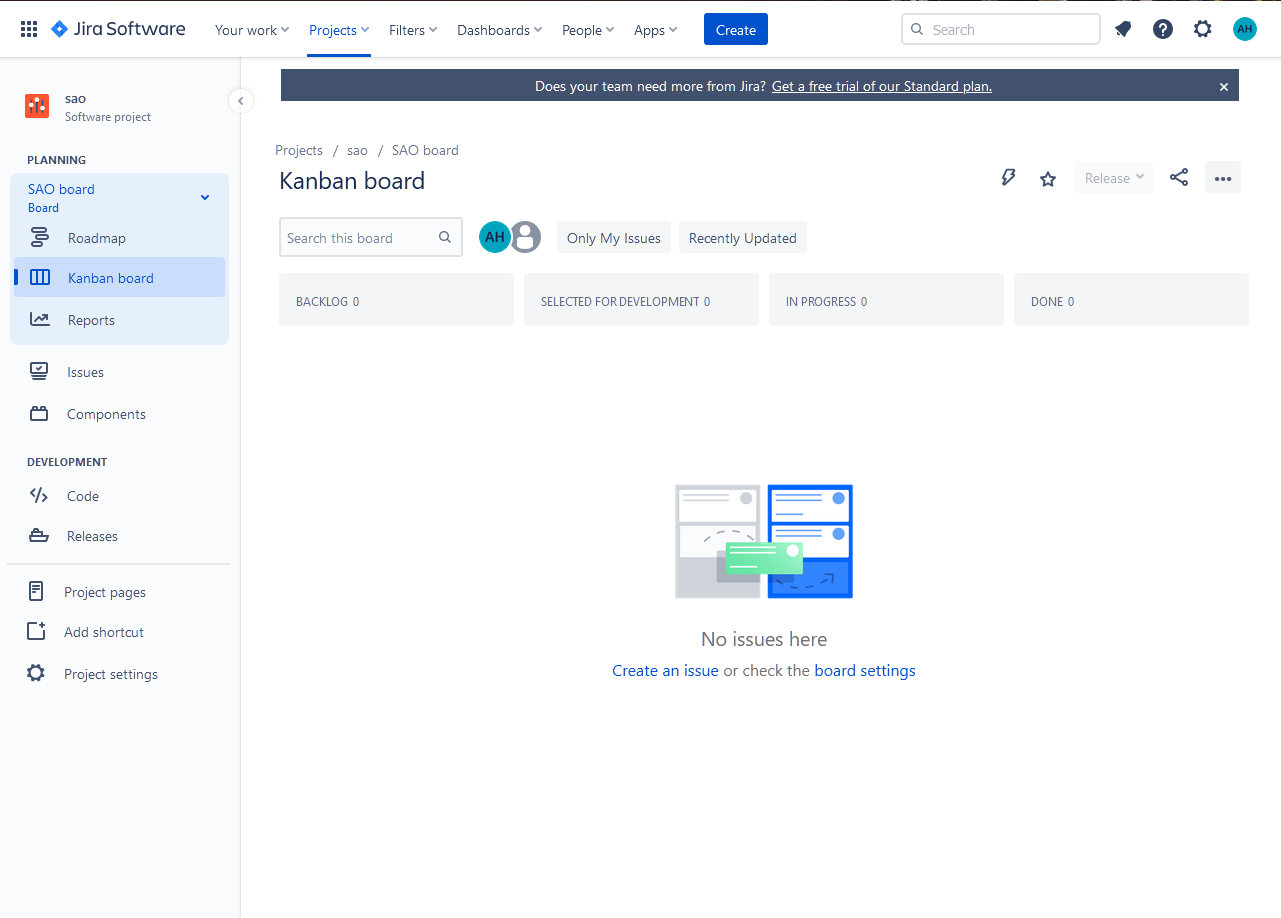 Jira Software
Your work
Projects
Filters
Dashboards
People
Apps
Create
Search
AH
Does your team need more from Jira? Get a free trial of our Standard plan.
sao
Software project
PLANNING
SAO board
Board
Roadmap
Kanban board
Reports
Issues
Components
DEVELOPMENT
Code
Releases
Project pages
Add shortcut
Project settings
Projects / sao / SAO board
Kanban board
Release
Search this board
AH
Only My Issues
Recently Updated
BACKLOG 0
SELECTED FOR DEVELOPMENT 0
IN PROGRESS 0
DONE 0
No issues here
Create an issue or check the board settings